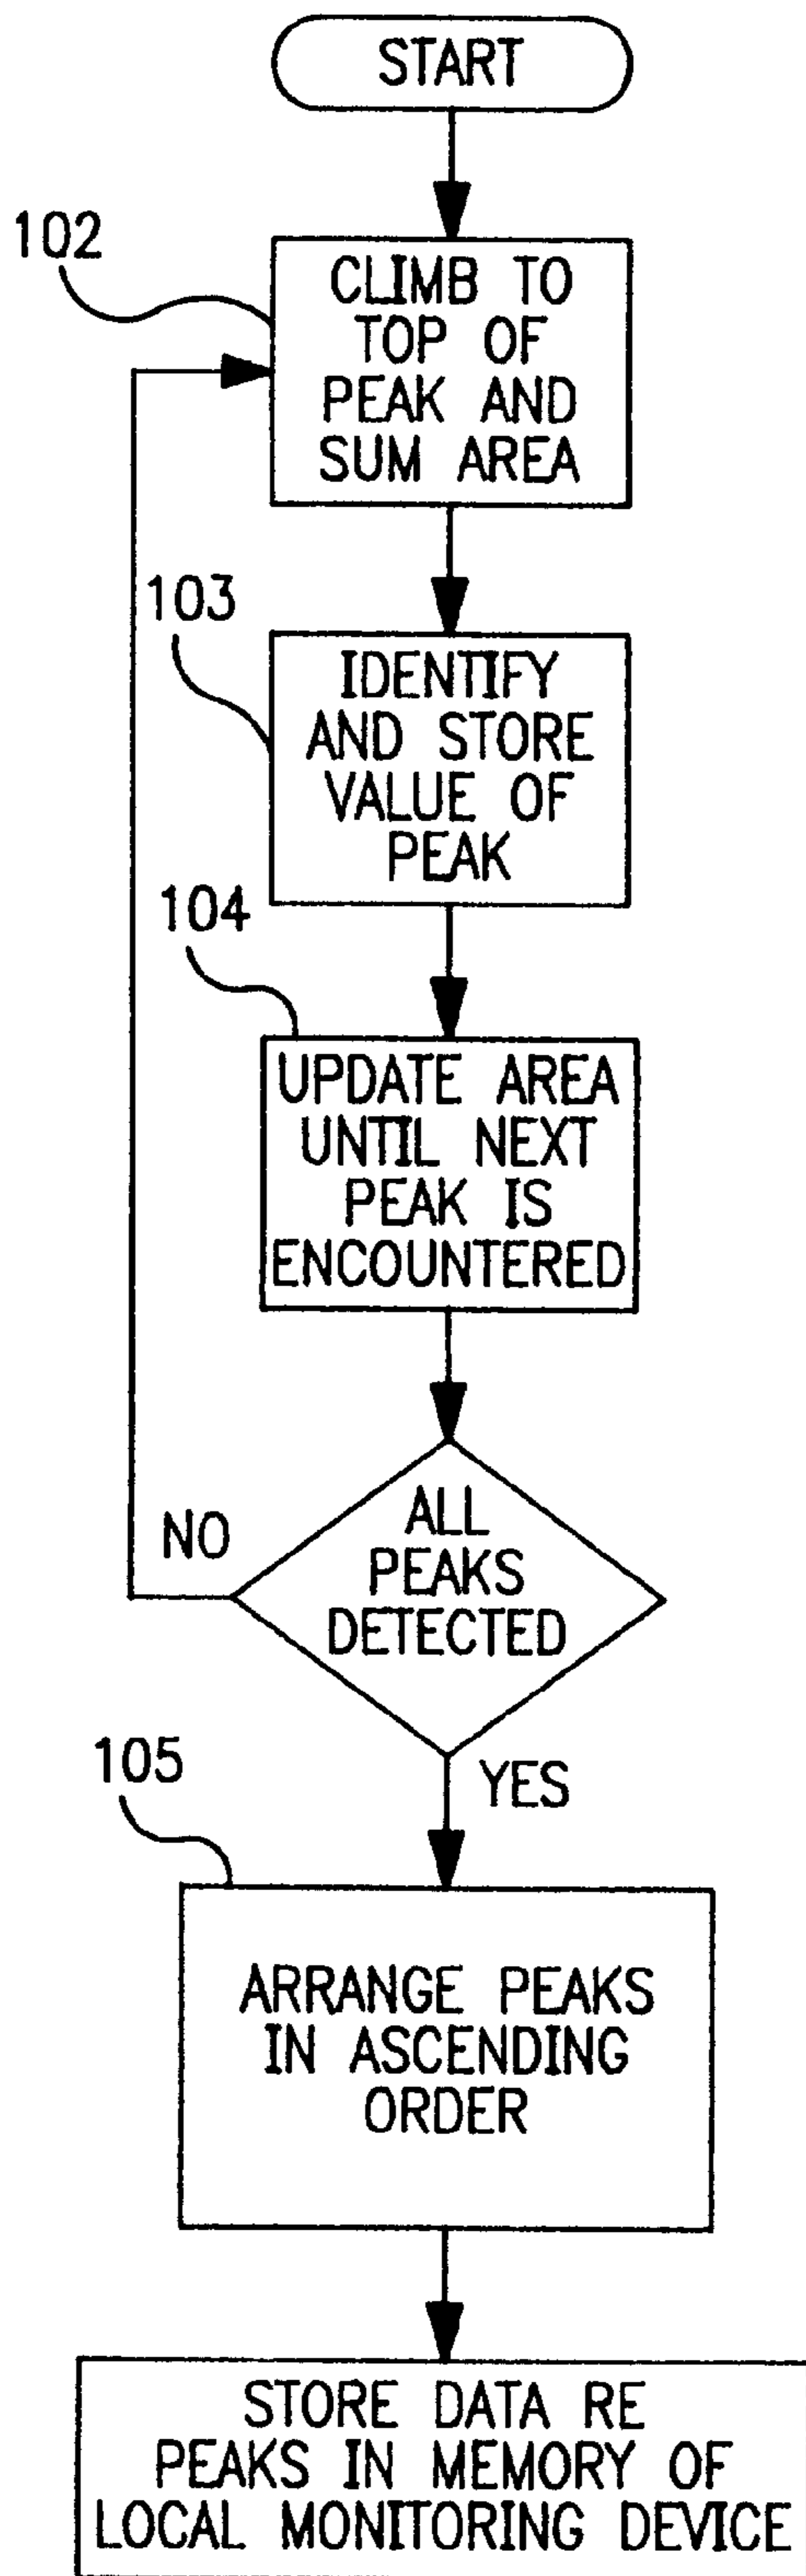 START
102
CLIMB TO
TOP OF
PEAK AND
SUM AREA
103
IDENTIFY
AND STORE
VALUE OF
PEAK
104
UPDATE AREA
UNTIL NEXT
PEAK IS
ENCOUNTERED
ALL
PEAKS
DETECTED
NO
YES
105
ARRANGE PEAKS
IN ASCENDING
ORDER
STORE DATA RE
PEAKS IN MEMORY OF
LOCAL MONITORING DEVICE